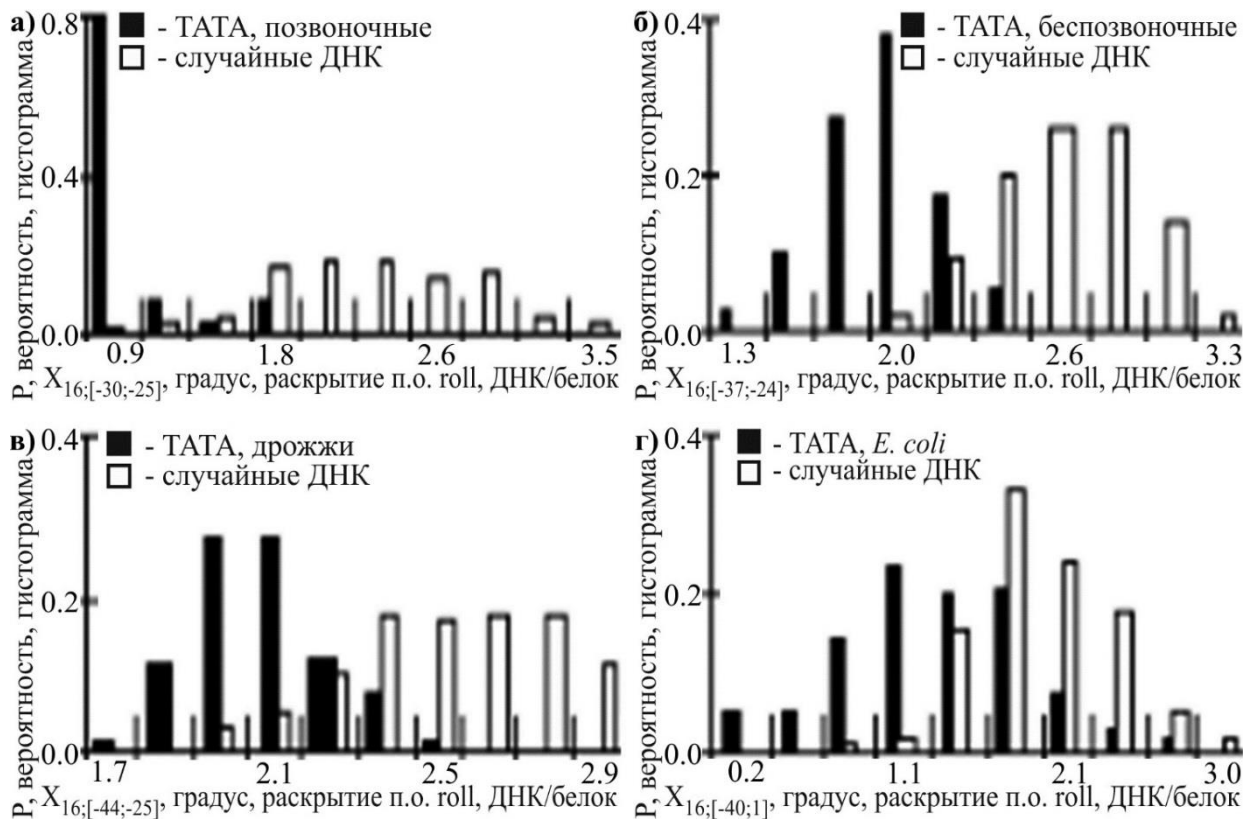 а)
P, вероятность, гистограмма
0.8
0.4
0.0
- ТАТА, позвоночные
- случайные ДНК
0.9 1.8 2.6 3.5
X16;[-30;-25], градус, раскрытие п.о. roll, ДНК/белок
б)
P, вероятность, гистограмма
0.4
0.2
0.0
- ТАТА, беспозвоночные
- случайные ДНК
1.3 2.0 2.6 3.3
X16;[-37;-24], градус, раскрытие п.о. roll, ДНК/белок
в)
P, вероятность, гистограмма
0.4
0.2
0.0
- ТАТА, дрожжи
- случайные ДНК
1.7 2.1 2.5 2.9
X16;[-44;-25], градус, раскрытие п.о. roll, ДНК/белок
г)
P, вероятность, гистограмма
0.4
0.2
0.0
- ТАТА, E. coli
- случайные ДНК
0.2 1.1 2.1 3.0
X16;[-40;1], градус, раскрытие п.о. roll, ДНК/белок